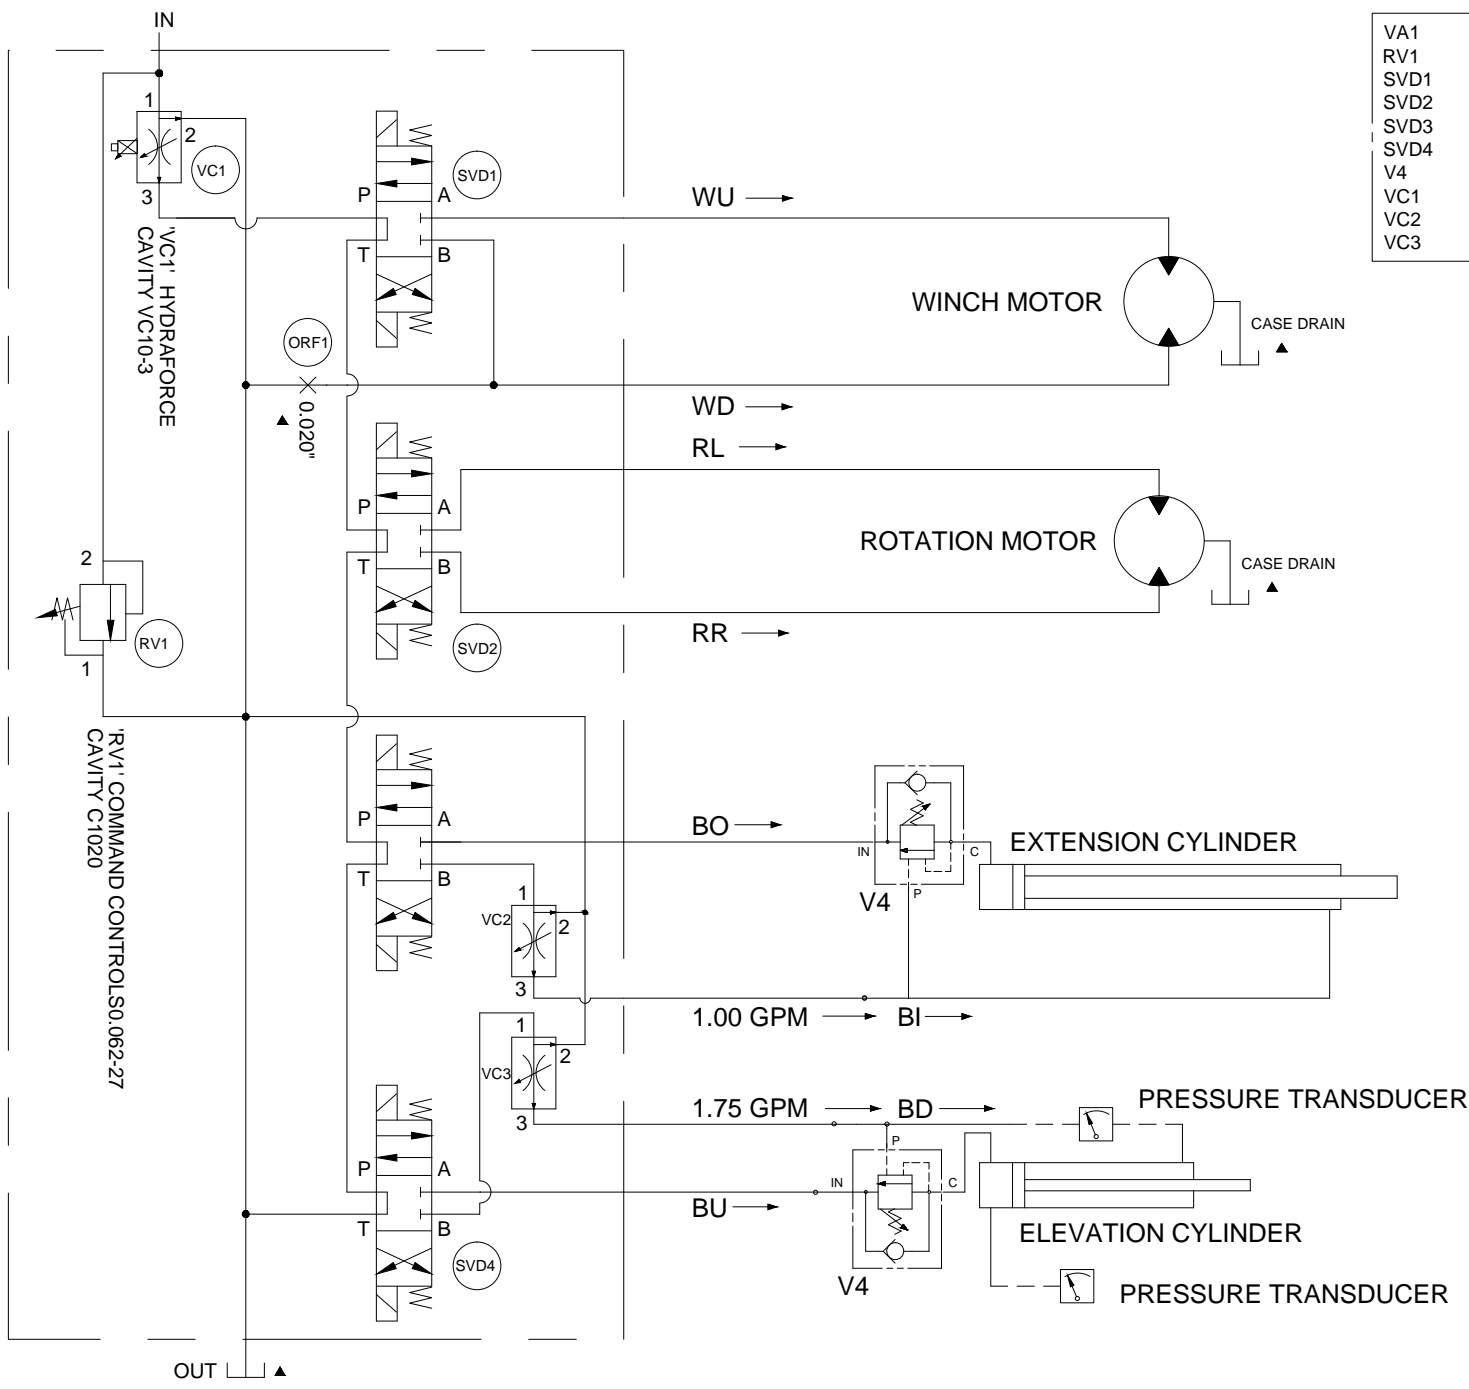 IN
VA1
RV1
SVD1
SVD2
SVD3
SVD4
V4
VC1
VC2
VC3
1
2
3
VC1
'VC1' HYDRAFORCE
CAVITY VC10-3
SVD1
P
A
T
B
WU
WINCH MOTOR
CASE DRAIN
ORF1
0.020"
WD
RL
P
A
T
B
ROTATION MOTOR
CASE DRAIN
RR
SVD2
2
RV1
1
'RV1' COMMAND CONTROLS0.062-27
CAVITY C1020
P
A
T
B
BO
IN
C
P
V4
EXTENSION CYLINDER
1
VC2
2
3
1.00 GPM
BI
1
VC3
2
3
1.75 GPM
BD
PRESSURE TRANSDUCER
P
A
T
B
P
IN
C
BU
ELEVATION CYLINDER
SVD4
V4
PRESSURE TRANSDUCER
OUT